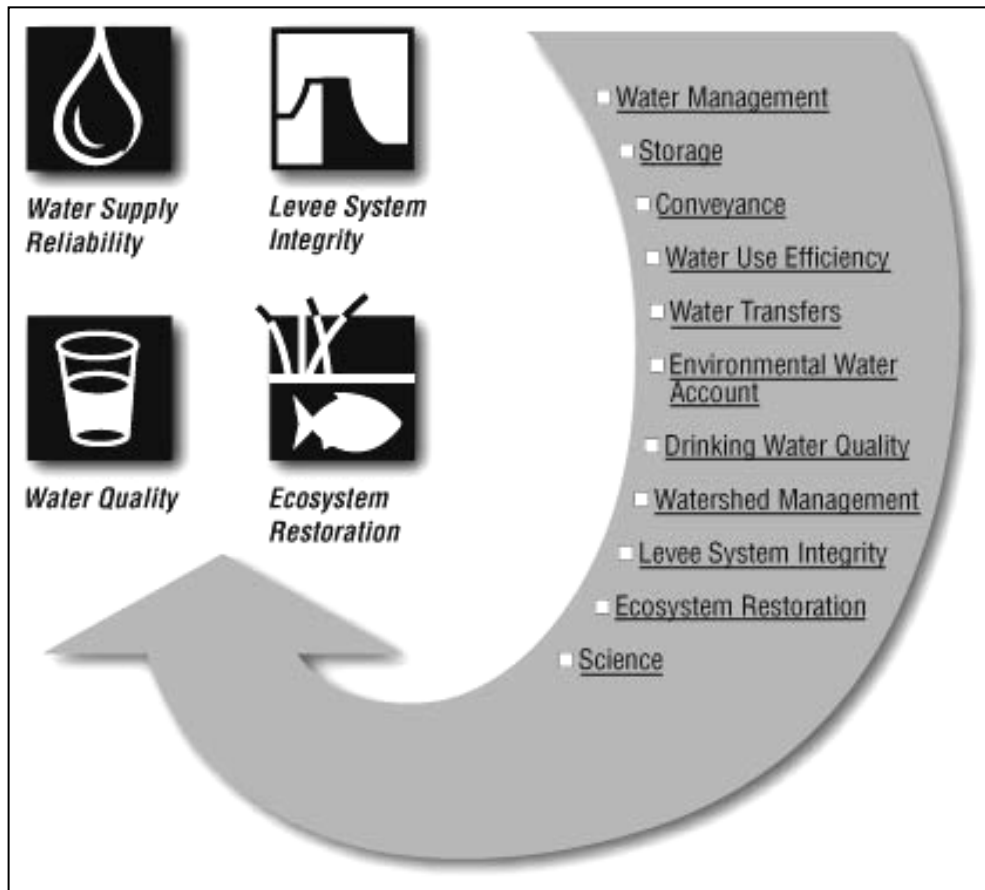 Water Supply
Reliability
Levee System
Integrity
Water Quality
Ecosystem
Restoration
Water Management
Storage
Conveyance
Water Use Efficiency
Water Transfers
Environmental Water
Account
Drinking Water Quality
Watershed Management
Levee System Integrity
Ecosystem Restoration
Science